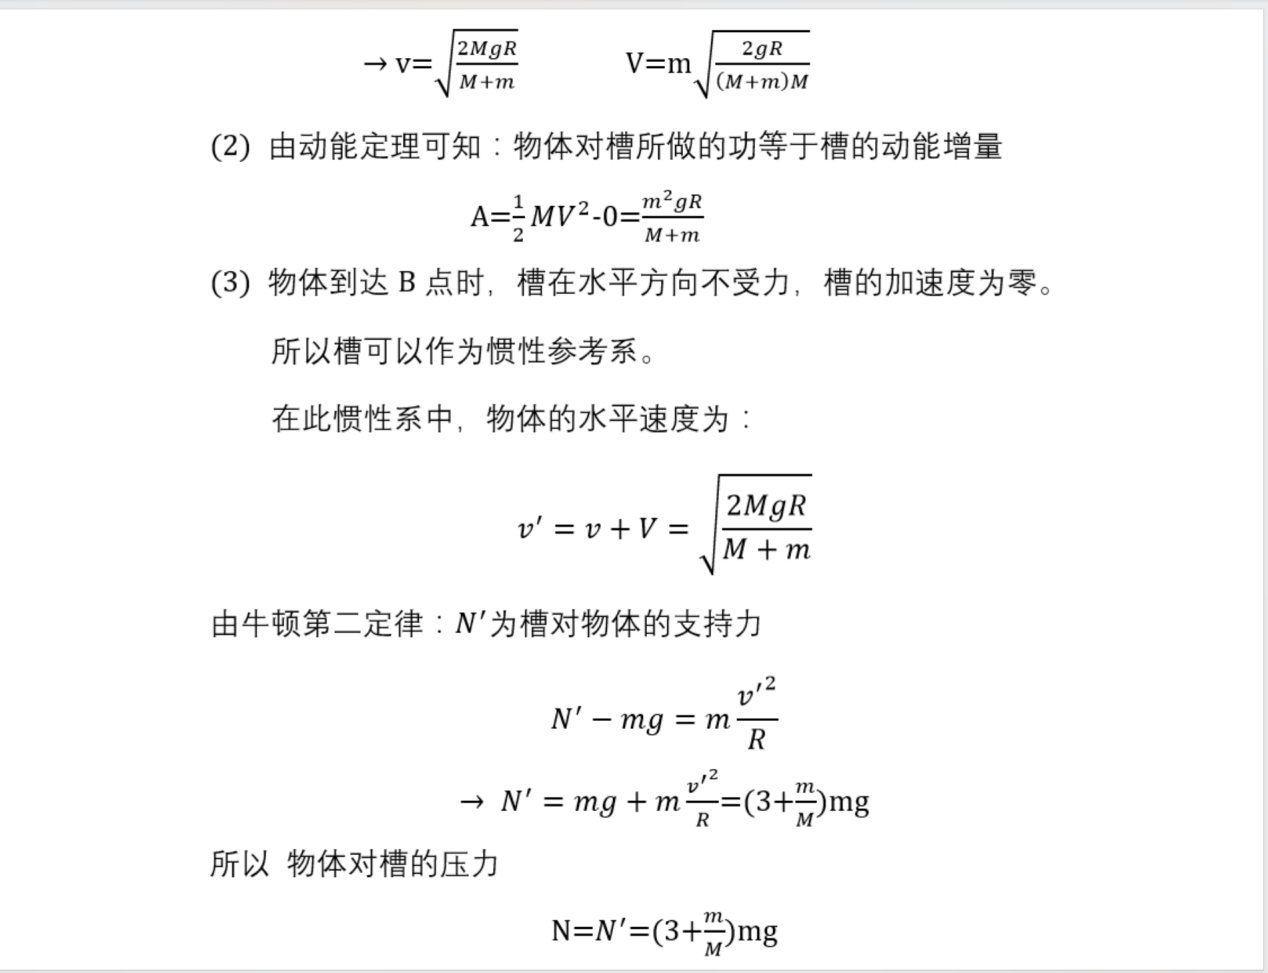 → v=√(2MgR/(M+m)) V=m√(2gR/((M+m)M))
(2) 由动能定理可知：物体对槽所做的功等于槽的动能增量
A=1/2 MV²-0=m²gR/(M+m)
(3) 物体到达 B 点时，槽在水平方向不受力，槽的加速度为零。
所以槽可以作为惯性参考系。
在此惯性系中，物体的水平速度为：
v′ = v + V = √(2MgR/(M + m))
由牛顿第二定律：N′为槽对物体的支持力
N′ − mg = m v′²/R
→ N′ = mg + m v′²/R=(3+m/M)mg
所以 物体对槽的压力
N=N′=(3+m/M)mg